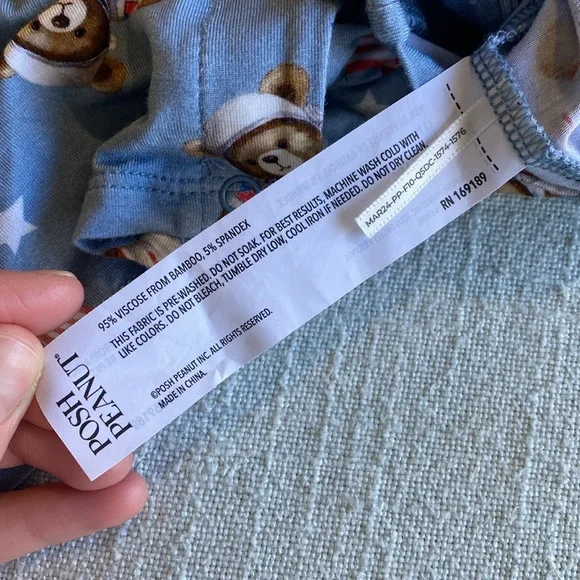 POSH
PEANUT®
95% VISCOSE FROM BAMBOO, 5% SPANDEX
THIS FABRIC IS PRE-WASHED. DO NOT SOAK. FOR BEST RESULTS, MACHINE WASH COLD WITH
LIKE COLORS. DO NOT BLEACH, TUMBLE DRY LOW, COOL IRON IF NEEDED. DO NOT DRY CLEAN.
©POSH PEANUT INC. ALL RIGHTS RESERVED.
MADE IN CHINA.
MAR24-PP-F10-QSDC-1574-1576
RN 169189